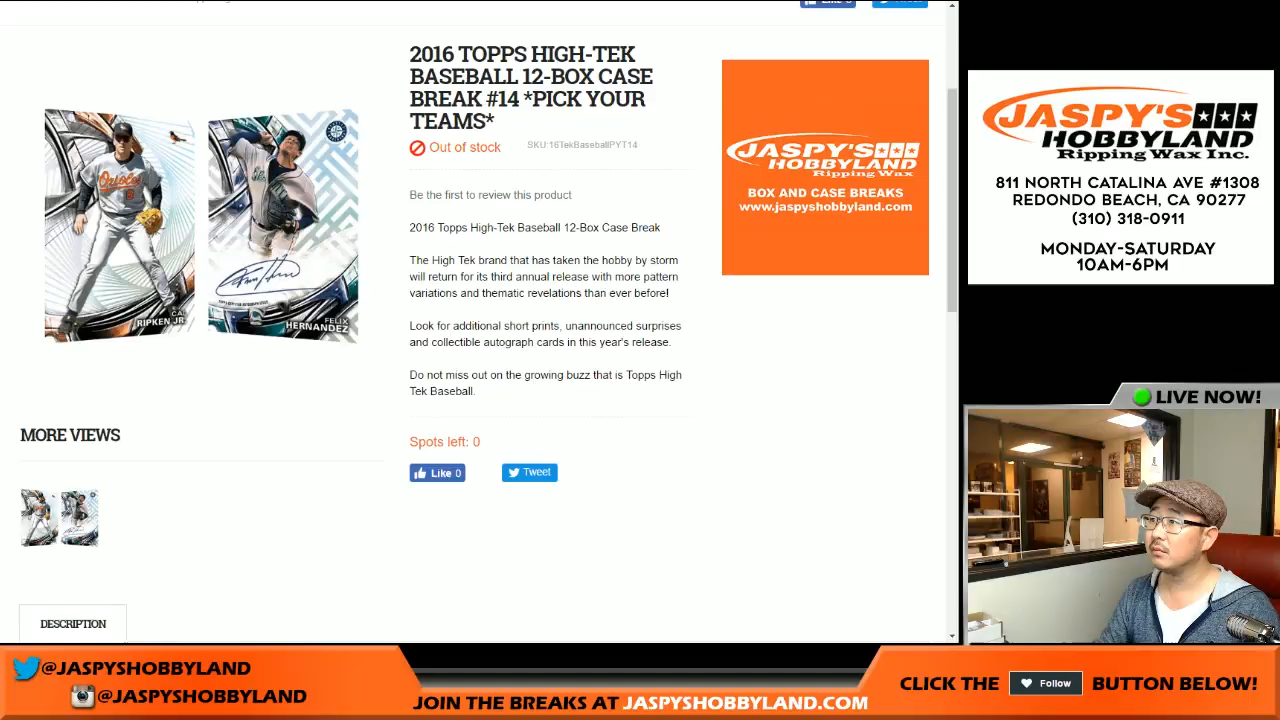 2016 TOPPS HIGH-TEK
BASEBALL 12-BOX CASE
BREAK #14 *PICK YOUR
TEAMS*
Out of stock
SKU:16TekBaseballPYT14
Be the first to review this product
2016 Topps High-Tek Baseball 12-Box Case Break
The High Tek brand that has taken the hobby by storm
will return for its third annual release with more pattern
variations and thematic revelations than ever before!
Look for additional short prints, unannounced surprises
and collectible autograph cards in this year's release.
Do not miss out on the growing buzz that is Topps High
Tek Baseball.
Spots left: 0
Like 0
Tweet
Orioles
RIPKEN JR.
FELIX
HERNANDEZ
MORE VIEWS
DESCRIPTION
JASPY'S
HOBBYLAND
Ripping Wax
BOX AND CASE BREAKS
www.jaspyshobbyland.com
JASPY'S
HOBBYLAND
Ripping Wax Inc.
811 NORTH CATALINA AVE #1308
REDONDO BEACH, CA 90277
(310) 318-0911
MONDAY-SATURDAY
10AM-6PM
LIVE NOW!
@JASPYSHOBBYLAND
@JASPYSHOBBYLAND
JOIN THE BREAKS AT JASPYSHOBBYLAND.COM
CLICK THE Follow BUTTON BELOW!